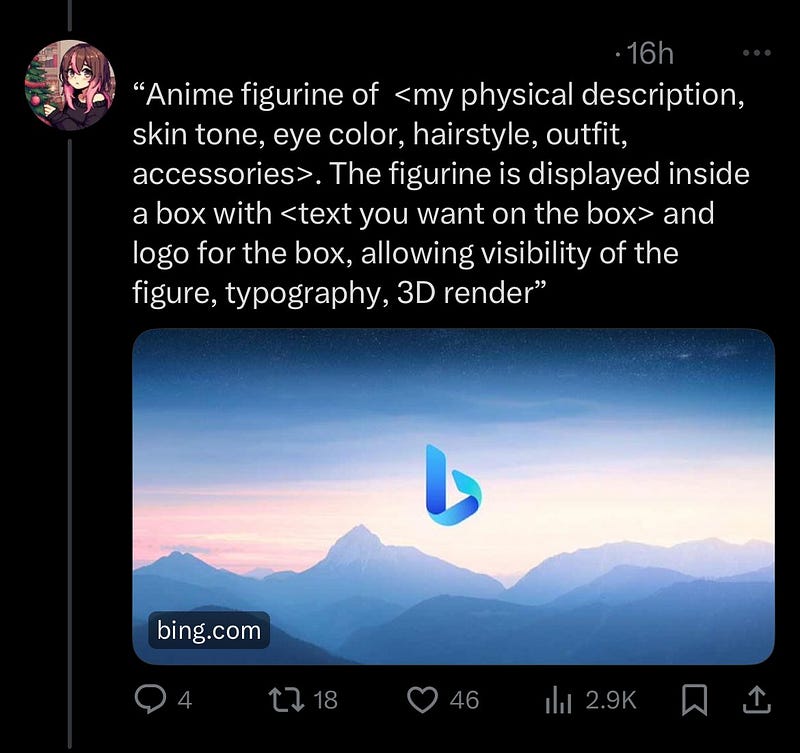 · 16h
“Anime figurine of <my physical description,
skin tone, eye color, hairstyle, outfit,
accessories>. The figurine is displayed inside
a box with <text you want on the box> and
logo for the box, allowing visibility of the
figure, typography, 3D render”
bing.com
4 18 46 2.9K